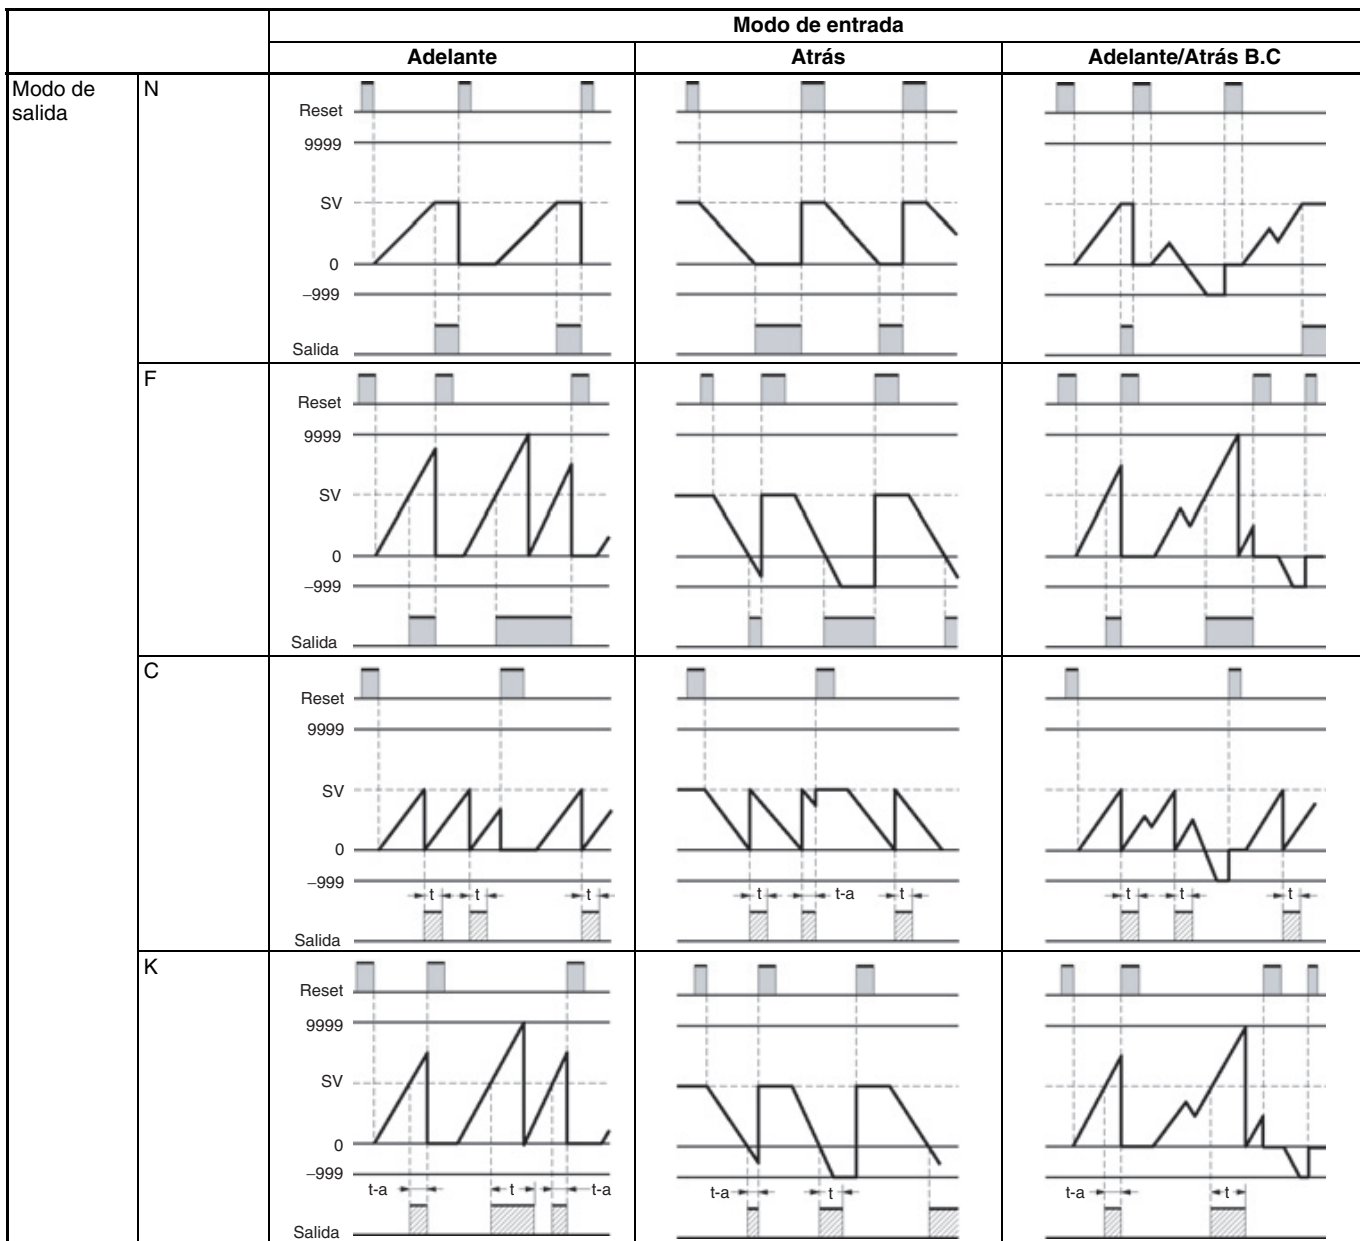 Modo de entrada
Adelante Atrás Adelante/Atrás B.C
Modo de salida
N
Reset
9999
SV
0
–999
Salida
F
Reset
9999
SV
0
–999
Salida
C
Reset
9999
SV
0
–999
t t t
t t-a t
t t t
Salida
K
Reset
9999
SV
0
–999
t-a t t-a
t-a t
t-a t
Salida